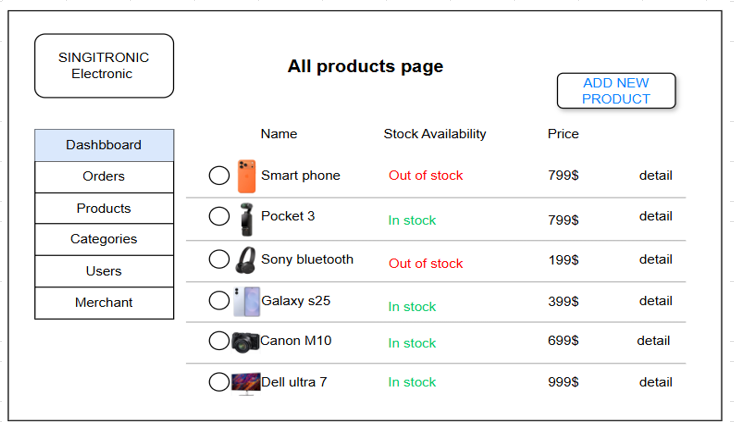 SINGITRONIC
Electronic
All products page
ADD NEW
PRODUCT
Dashbboard
Orders
Products
Categories
Users
Merchant
Name Stock Availability Price
Smart phone Out of stock 799$ detail
Pocket 3 In stock 799$ detail
Sony bluetooth Out of stock 199$ detail
Galaxy s25 In stock 399$ detail
Canon M10 In stock 699$ detail
Dell ultra 7 In stock 999$ detail